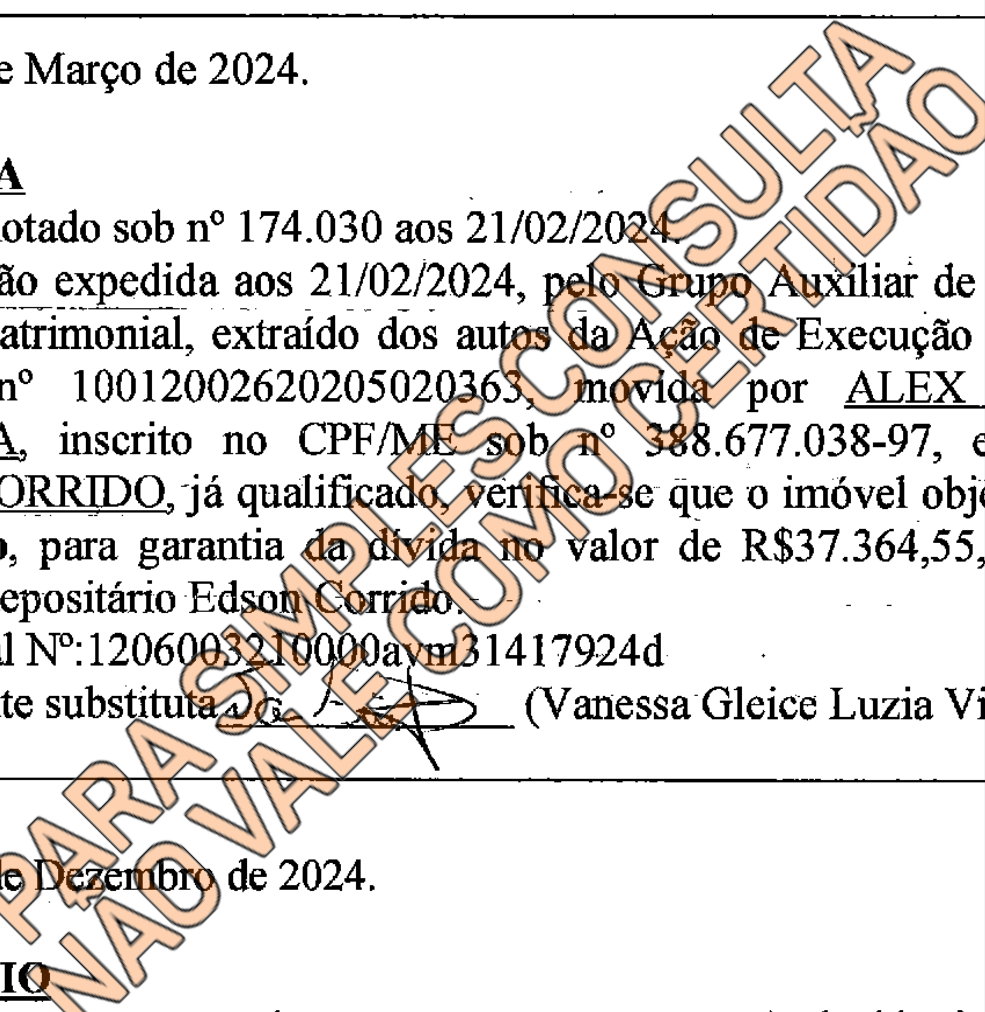 e Março de 2024.
A
otado sob nº 174.030 aos 21/02/2024.
ão expedida aos 21/02/2024, pelo Grupo Auxiliar de
atrimonial, extraído dos autos da Ação de Execução
nº 10012002620205020363, movida por ALEX
A, inscrito no CPF/ME sob nº 388.677.038-97, e
ORRIDO, já qualificado, verifica-se que o imóvel obj
, para garantia da dívida no valor de R$37.364,55,
epositário Edson Corrido.
l Nº:1206003210000avm31417924d
te substituta (Vanessa Gleice Luzia Vi
de Dezembro de 2024.
IO
PARA SIMPLES CONSULTA
NÃO VALE COMO CERTIDÃO